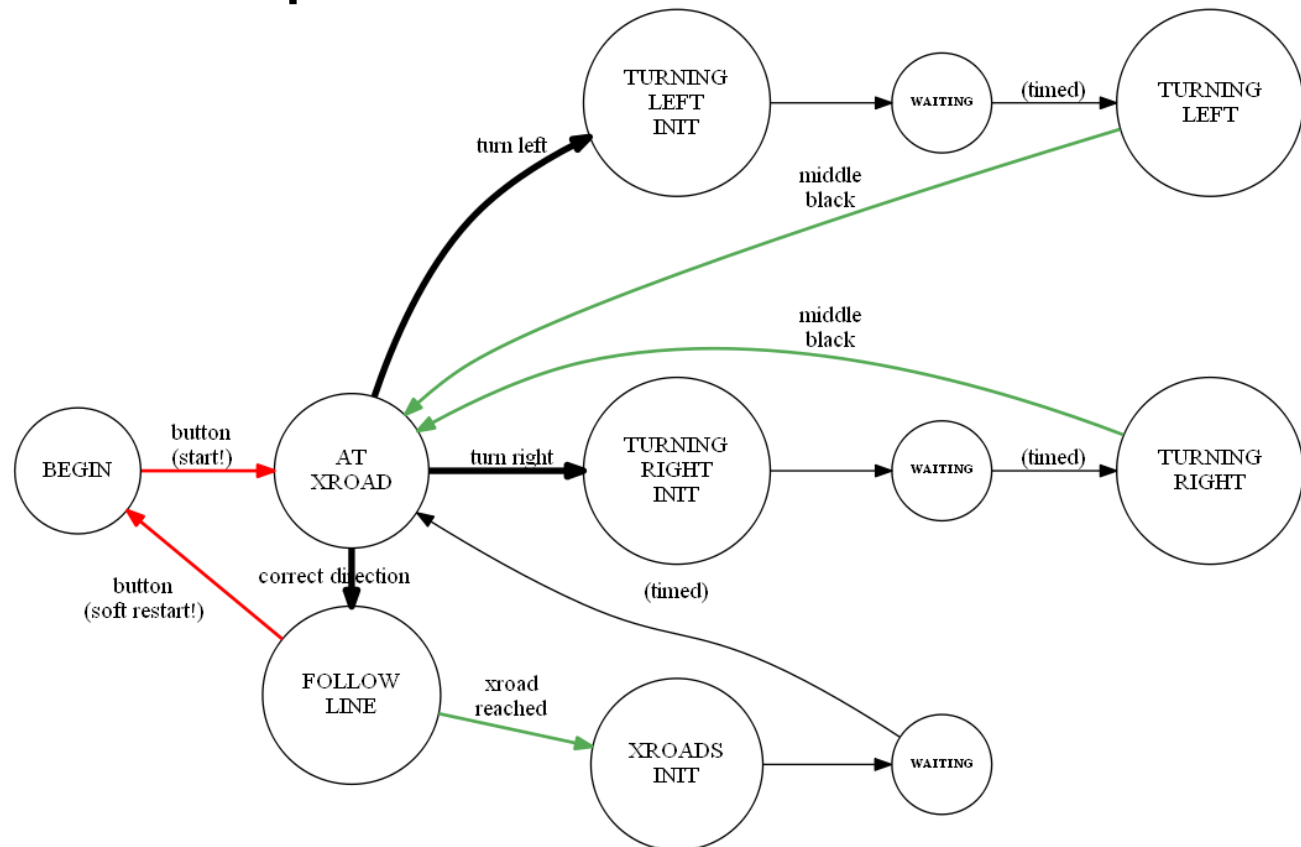 TURNING
LEFT
INIT
WAITING
(timed)
TURNING
LEFT
turn left
middle
black
middle
black
BEGIN
button
(start!)
AT
XROAD
turn right
TURNING
RIGHT
INIT
WAITING
(timed)
TURNING
RIGHT
correct direction
button
(soft restart!)
(timed)
FOLLOW
LINE
xroad
reached
XROADS
INIT
WAITING